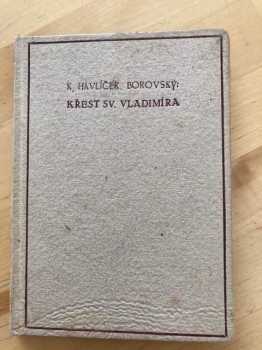 K. HAVLÍČEK BOROVSKÝ:
KŘEST SV. VLADIMÍRA